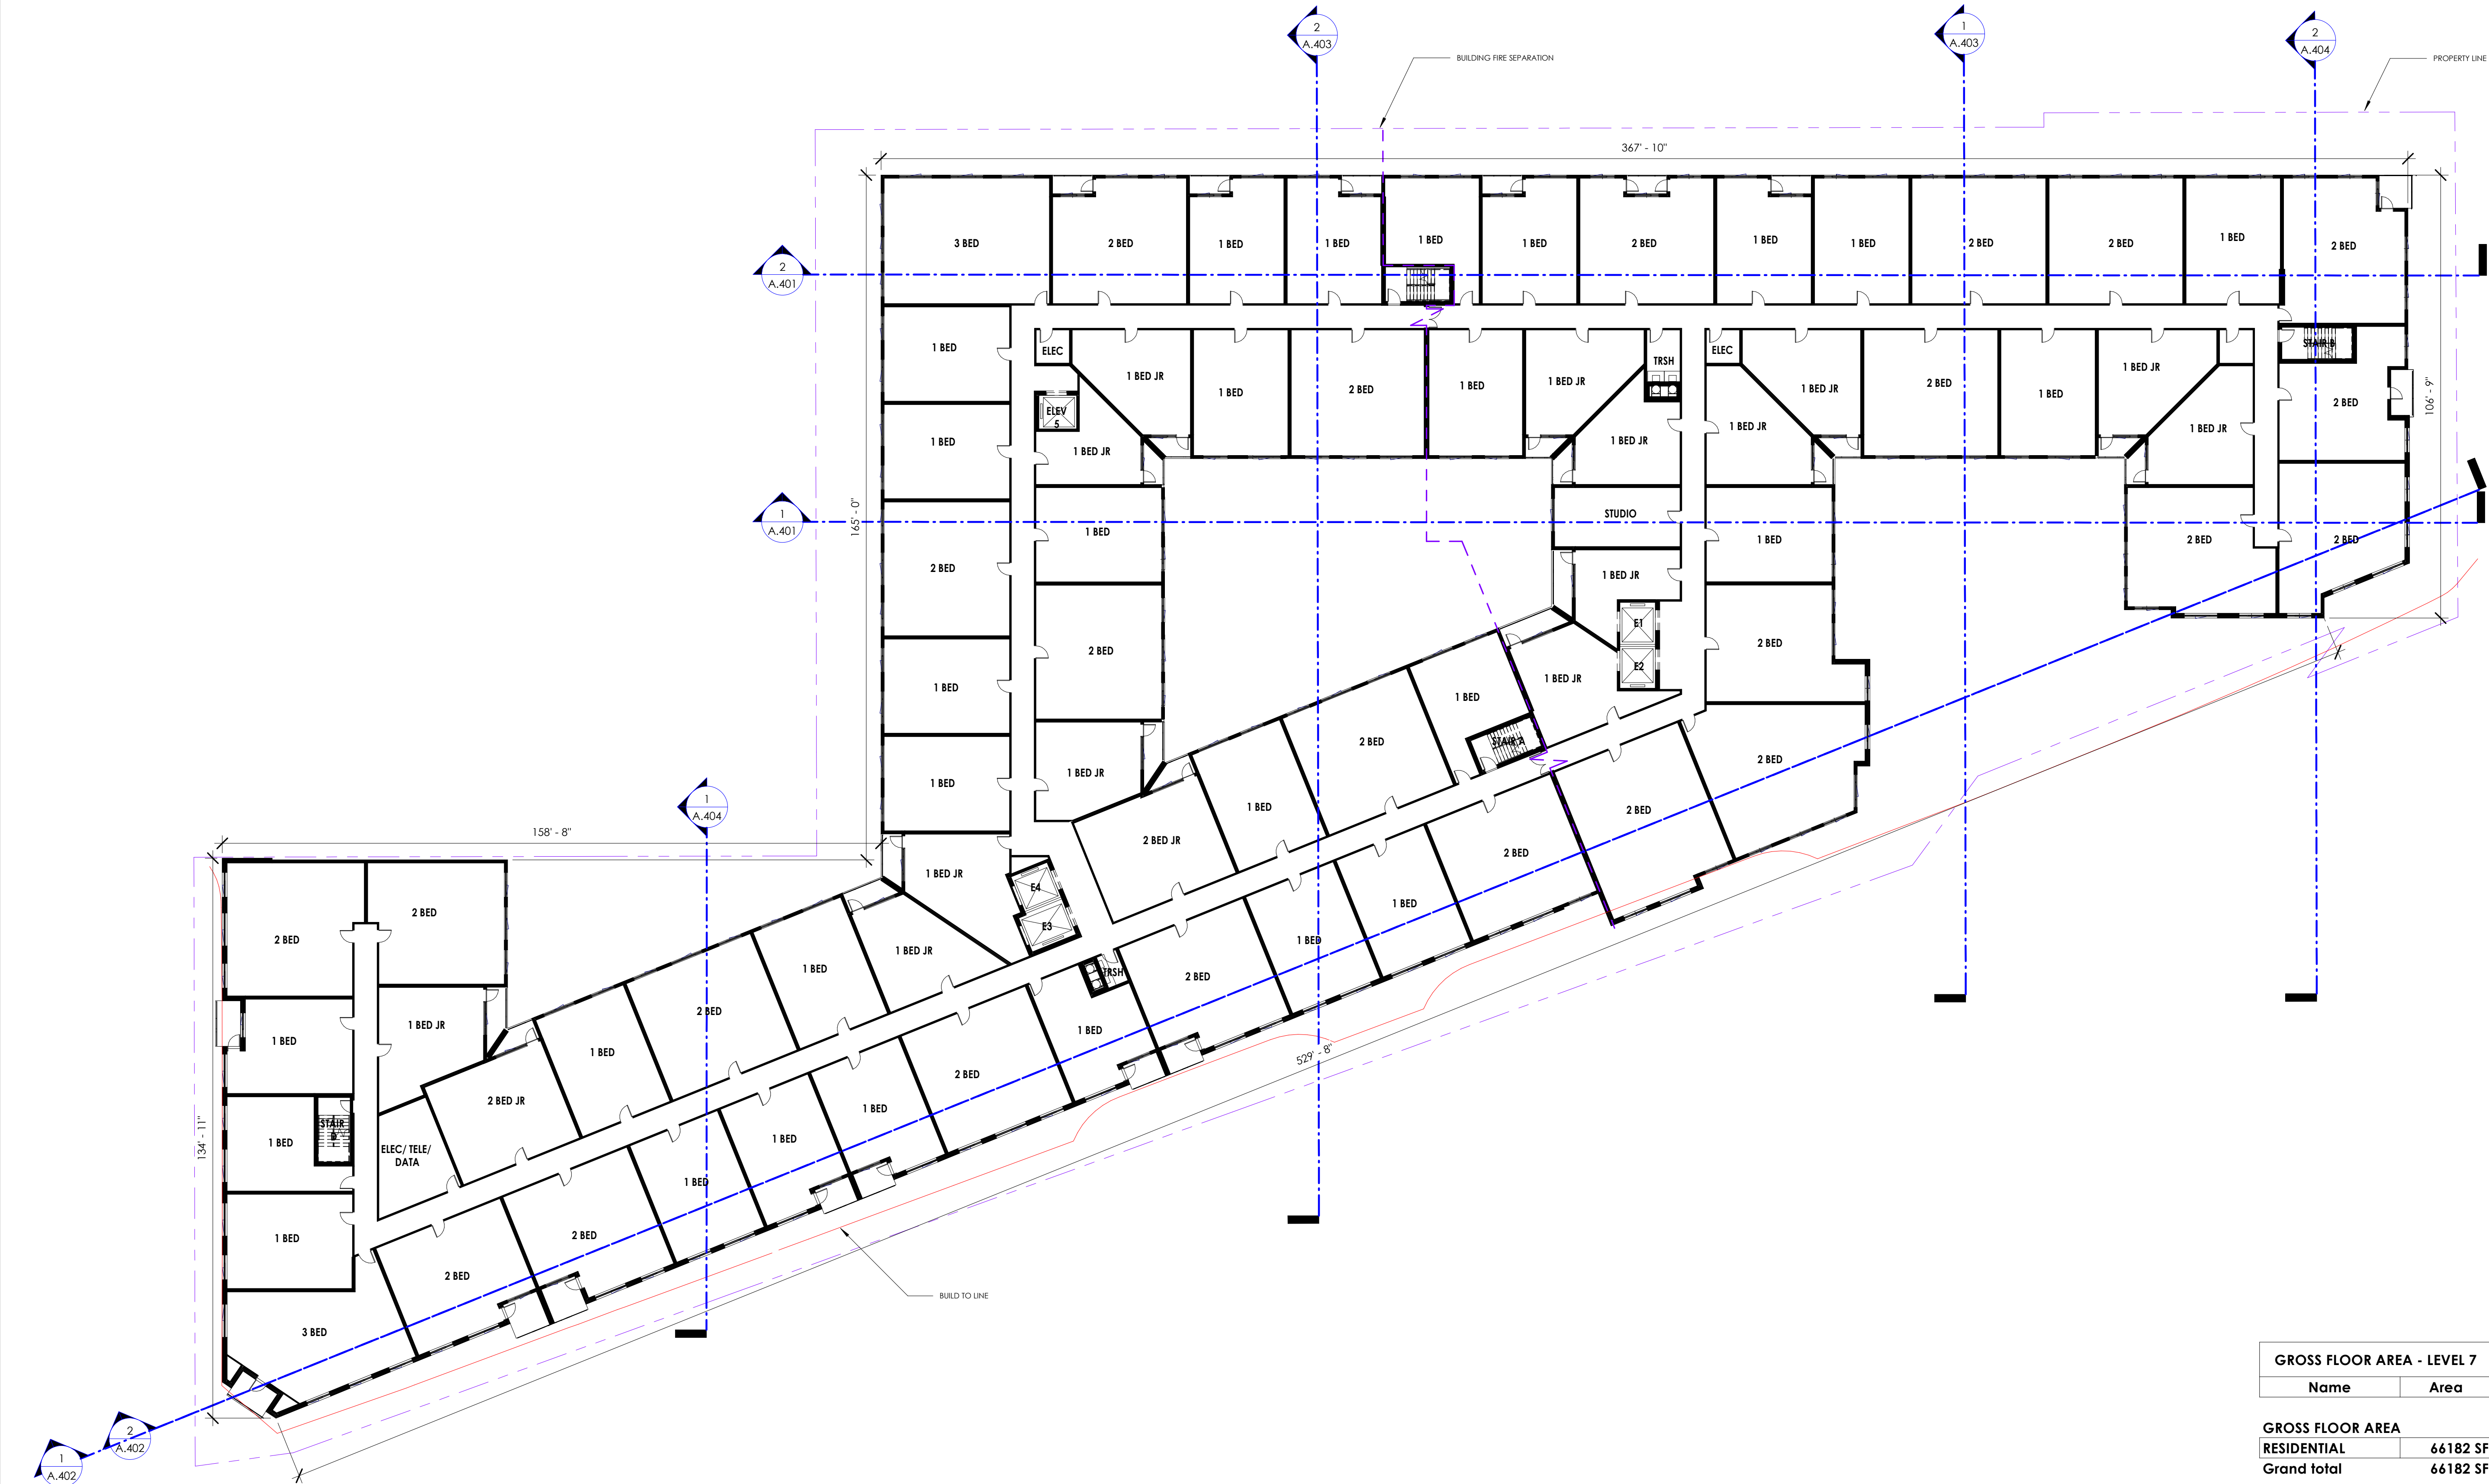 2
A.403
1
A.403
2
A.404
BUILDING FIRE SEPARATION
PROPERTY LINE
367' - 10"
3 BED
2 BED
1 BED
1 BED
1 BED
1 BED
2 BED
1 BED
1 BED
2 BED
2 BED
1 BED
2 BED
2
A.401
1 BED
ELEC
1 BED JR
1 BED
2 BED
1 BED
1 BED JR
TRSH
ELEC
1 BED JR
2 BED
1 BED
1 BED JR
STAIR B
2 BED
106' - 9"
ELEV
5
1 BED
1 BED JR
1 BED JR
1 BED JR
1 BED JR
165' - 0"
1
A.401
STUDIO
1 BED
1 BED
2 BED
2 BED
2 BED
1 BED JR
E1
E2
2 BED
2 BED
1 BED
1 BED JR
1 BED
2 BED
STAIR A
2 BED
1 BED JR
1 BED
1 BED
2 BED
2 BED JR
2 BED
1
A.404
158' - 8"
1 BED JR
E4
E3
1 BED
1 BED
2 BED
2 BED
2 BED
1 BED JR
1 BED
TRSH
2 BED
1 BED
2 BED
1 BED JR
1 BED
1 BED
2 BED
529' - 8"
2 BED JR
1 BED
134' - 11"
1 BED
STAIR
D
ELEC/ TELE/
DATA
1 BED
1 BED
2 BED
1 BED
2 BED
BUILD TO LINE
3 BED
2
A.402
1
A.402
GROSS FLOOR AREA - LEVEL 7
Name Area
GROSS FLOOR AREA
RESIDENTIAL 66182 SF
Grand total 66182 SF